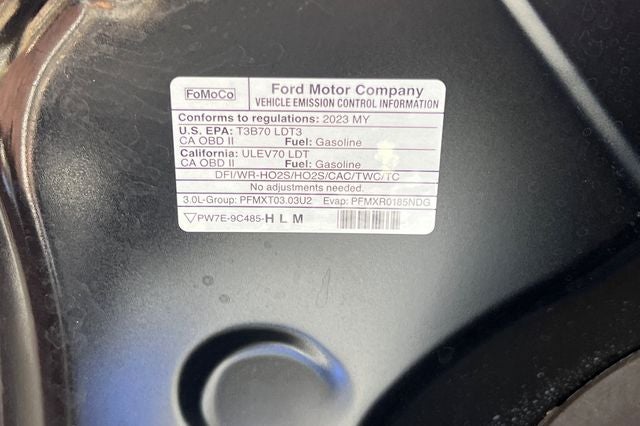 FoMoCo
Ford Motor Company
VEHICLE EMISSION CONTROL INFORMATION
Conforms to regulations: 2023 MY
U.S. EPA: T3B70 LDT3
CA OBD II Fuel: Gasoline
California: ULEV70 LDT
CA OBD II Fuel: Gasoline
DFI/WR-HO2S/HO2S/CAC/TWC/TC
No adjustments needed.
3.0L-Group: PFMXT03.03U2 Evap: PFMXR0185NDG
PW7E-9C485-HLM